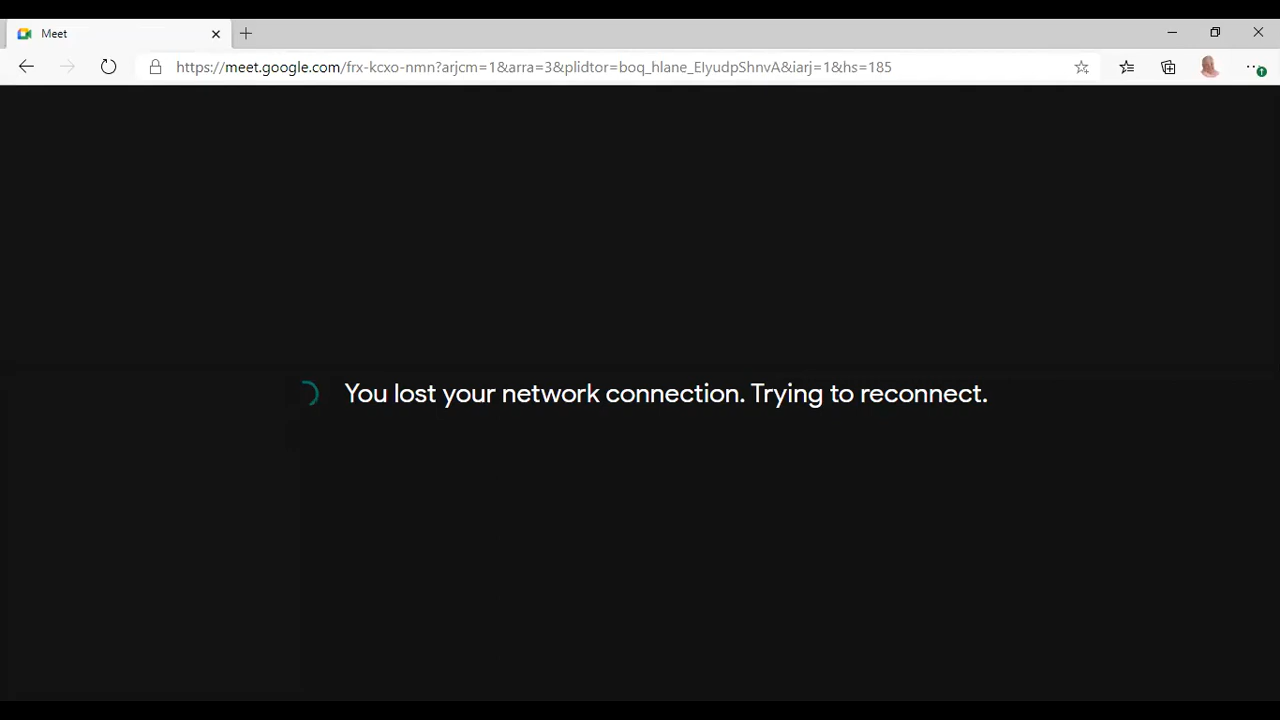 Meet
https://meet.google.com/frx-kcxo-nmn?arjcm=1&arra=3&plidtor=boq_hlane_EIyudpShnvA&iarj=1&hs=185
You lost your network connection. Trying to reconnect.